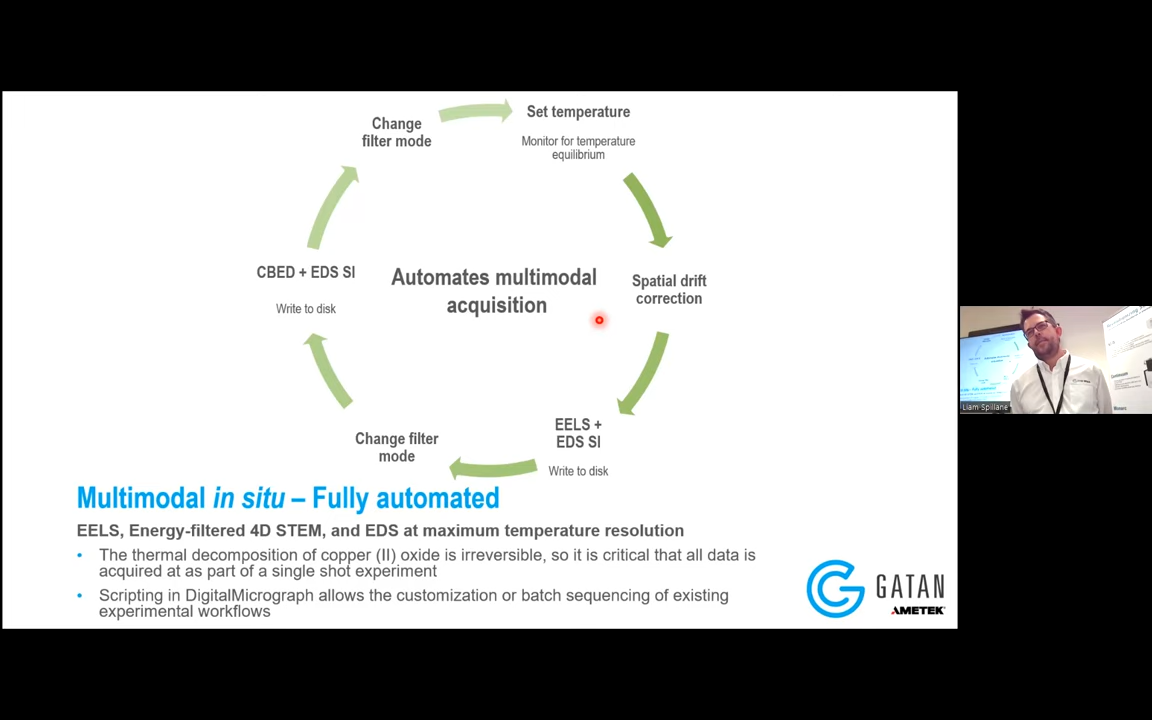 Change
filter mode
Set temperature
Monitor for temperature
equilibrium
Spatial drift
correction
Automates multimodal
acquisition
CBED + EDS SI
Write to disk
EELS +
EDS SI
Write to disk
Change filter
mode
Multimodal in situ – Fully automated
EELS, Energy-filtered 4D STEM, and EDS at maximum temperature resolution
• The thermal decomposition of copper (II) oxide is irreversible, so it is critical that all data is
acquired at as part of a single shot experiment
• Scripting in DigitalMicrograph allows the customization or batch sequencing of existing
experimental workflows
GATAN
AMETEK
Liam Spillane